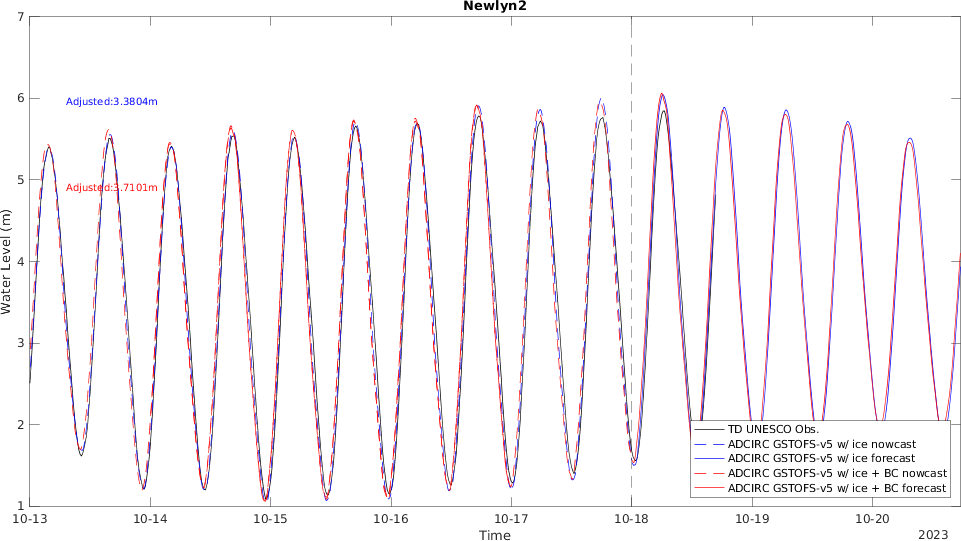 Newlyn2
7
6
5
4
3
2
1
Water Level (m)
Adjusted:3.3804m
Adjusted:3.7101m
TD UNESCO Obs.
ADCIRC GSTOFS-v5 w/ ice nowcast
ADCIRC GSTOFS-v5 w/ ice forecast
ADCIRC GSTOFS-v5 w/ ice + BC nowcast
ADCIRC GSTOFS-v5 w/ ice + BC forecast
10-13 10-14 10-15 10-16 10-17 10-18 10-19 10-20
Time
2023